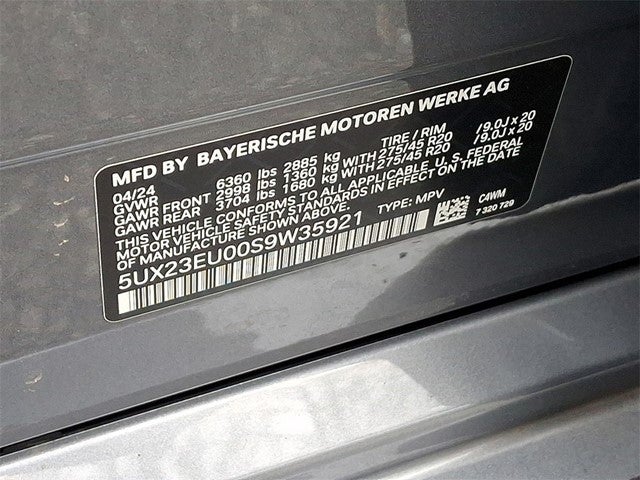 MFD BY BAYERISCHE MOTOREN WERKE AG
04/24 TIRE / RIM
GVWR 6360 lbs 2885 kg
GAWR FRONT 2998 lbs 1360 kg WITH 275/45 R20 / 9.0J x 20
GAWR REAR 3704 lbs 1680 kg WITH 275/45 R20 / 9.0J x 20
THIS VEHICLE CONFORMS TO ALL APPLICABLE U. S. FEDERAL
MOTOR VEHICLE SAFETY STANDARDS IN EFFECT ON THE DATE
OF MANUFACTURE SHOWN ABOVE.
5UX23EU00S9W35921 TYPE: MPV C4WM
7 320 729